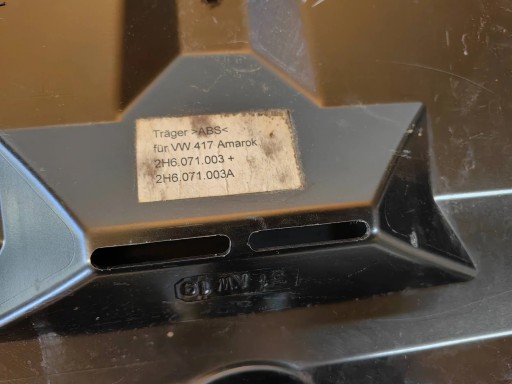 Träger >ABS<
für VW 417 Amarok
2H6.071.003 +
2H6.071.003A